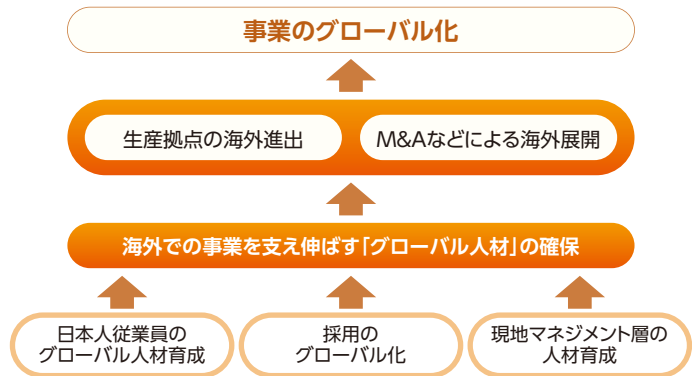 事業のグローバル化
生産拠点の海外進出
M&Aなどによる海外展開
海外での事業を支え伸ばす「グローバル人材」の確保
日本人従業員の
グローバル人材育成
採用の
グローバル化
現地マネジメント層の
人材育成